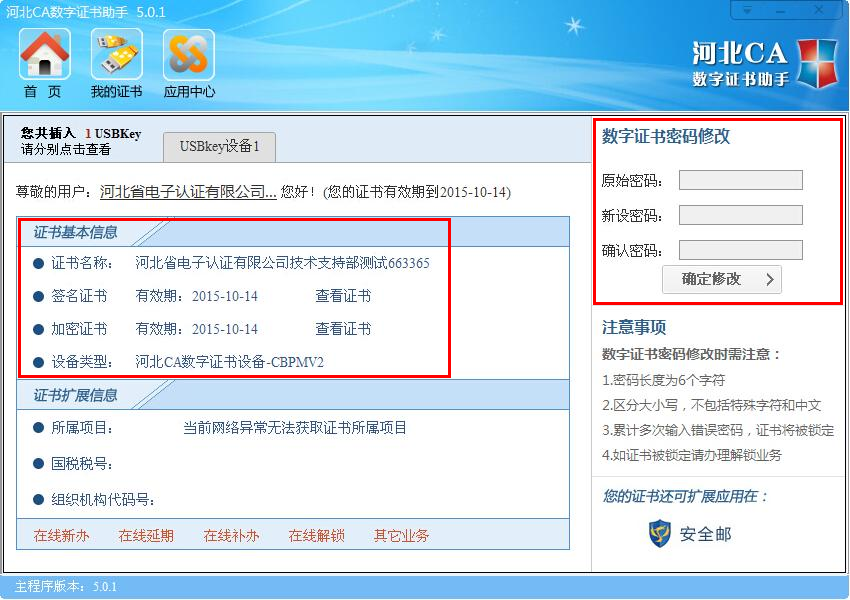 河北CA数字证书助手 5.0.1
首 页 我的证书 应用中心
河北CA
数字证书助手
您共插入 1 USBKey
请分别点击查看
USBkey设备1
尊敬的用户：河北省电子认证有限公司... 您好！(您的证书有效期到2015-10-14)
证书基本信息
证书名称： 河北省电子认证有限公司技术支持部测试663365
签名证书 有效期：2015-10-14 查看证书
加密证书 有效期：2015-10-14 查看证书
设备类型： 河北CA数字证书设备-CBPMV2
证书扩展信息
所属项目： 当前网络异常无法获取证书所属项目
国税税号：
组织机构代码号：
在线新办 在线延期 在线补办 在线解锁 其它业务
数字证书密码修改
原始密码：
新设密码：
确认密码：
确定修改
注意事项
数字证书密码修改时需注意：
1.密码长度为6个字符
2.区分大小写，不包括特殊字符和中文
3.累计多次输入错误密码，证书将被锁定
4.如证书被锁定请办理解锁业务
您的证书还可扩展应用在：
安全邮
主程序版本：5.0.1